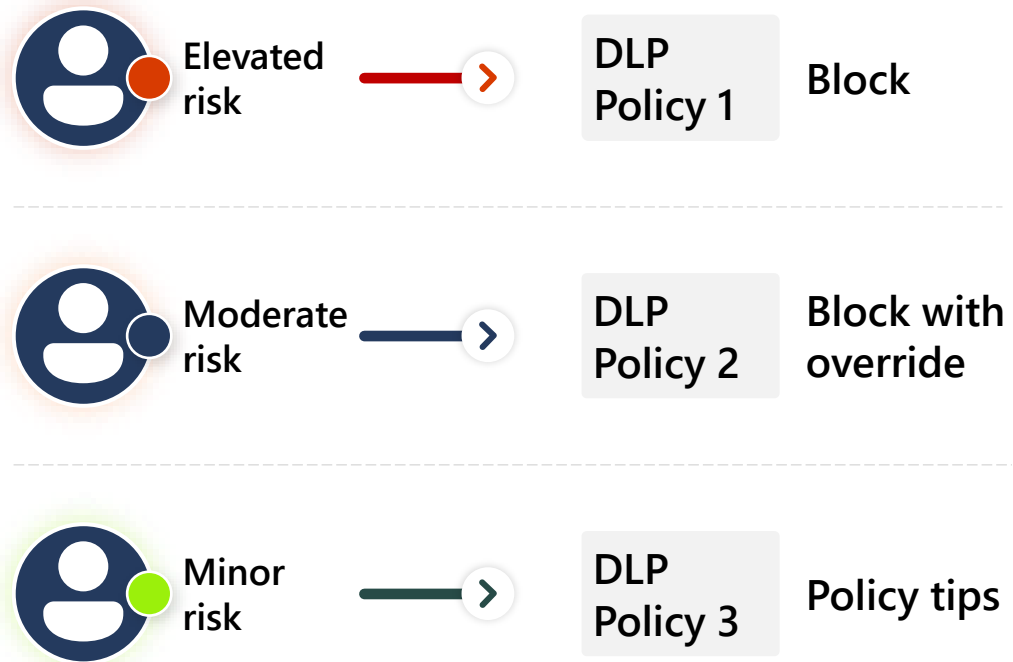 Elevated
risk
DLP
Policy 1
Block
Moderate
risk
DLP
Policy 2
Block with
override
Minor
risk
DLP
Policy 3
Policy tips